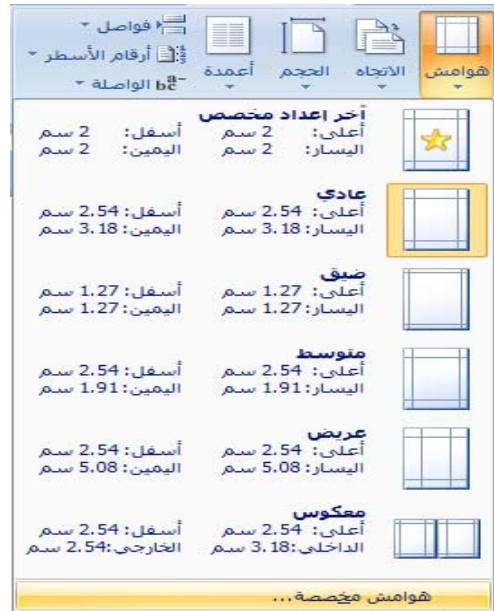 هوامش
الاتجاه
الحجم
أعمدة
فواصل
أرقام الأسطر
الواصلة
آخر إعداد مخصص
أعلى: 2 سم أسفل: 2 سم
اليسار: 2 سم اليمين: 2 سم
عادي
أعلى: 2.54 سم أسفل: 2.54 سم
اليسار: 3.18 سم اليمين: 3.18 سم
ضيق
أعلى: 1.27 سم أسفل: 1.27 سم
اليسار: 1.27 سم اليمين: 1.27 سم
متوسط
أعلى: 2.54 سم أسفل: 2.54 سم
اليسار: 1.91 سم اليمين: 1.91 سم
عريض
أعلى: 2.54 سم أسفل: 2.54 سم
اليسار: 5.08 سم اليمين: 5.08 سم
معكوس
أعلى: 2.54 سم أسفل: 2.54 سم
الداخلي: 3.18 سم الخارجي: 2.54 سم
هوامش مخصصة...